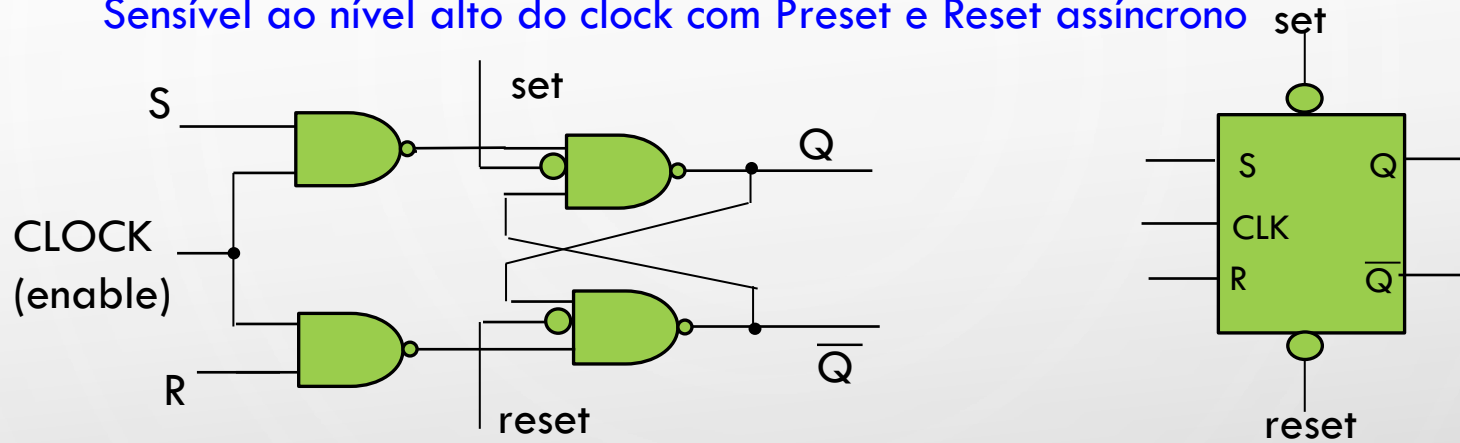 Sensível ao nível alto do clock com Preset e Reset assíncrono
set
S
set
Q
CLOCK
(enable)
R
reset
Q
S
Q
CLK
R
Q
reset